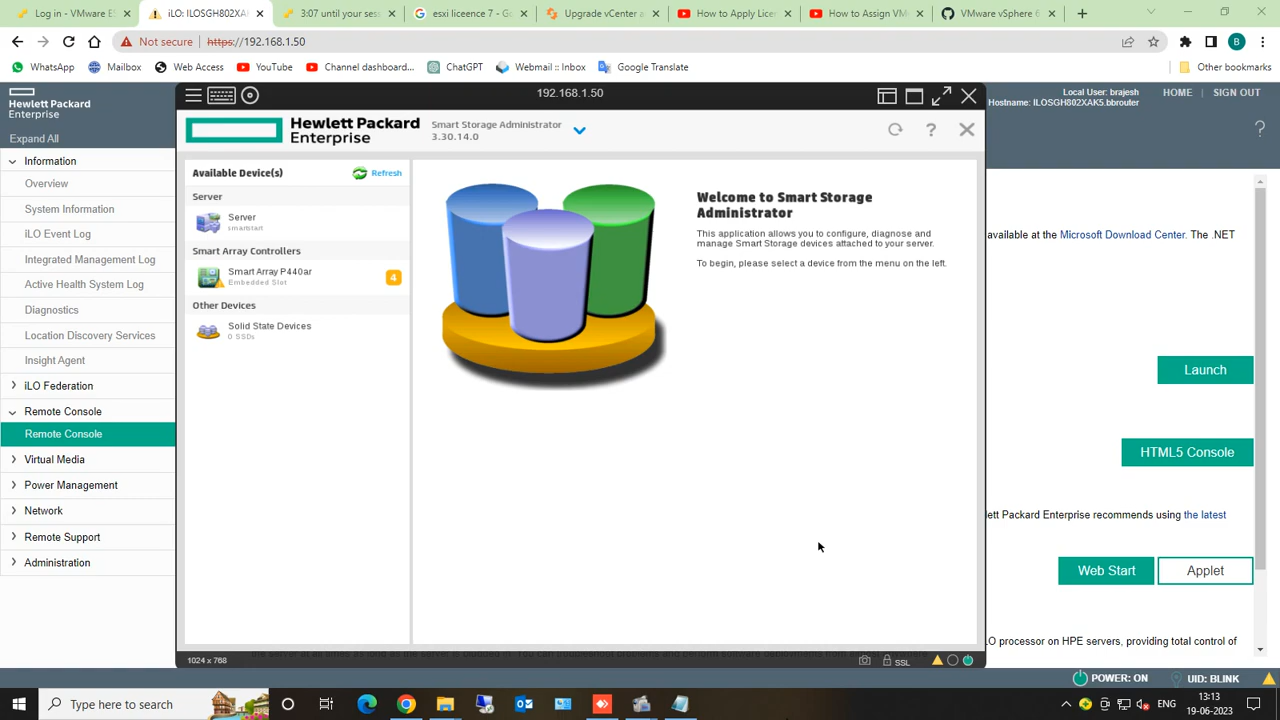 Log in - VMware E
iLO: ILOSGH802XA
3:07 until your ses
esxi licence 7 - Go
Upgrade vCenter a
How to Apply Lice
How to Assign VM
VMware vSphere 6
Not secure
https://192.168.1.50
B
WhatsApp
Mailbox
Web Access
YouTube
Channel dashboard...
ChatGPT
Webmail :: Inbox
Google Translate
Other bookmarks
Hewlett Packard
Enterprise
192.168.1.50
Local User: brajesh
Hostname: ILOSGH802XAK5.bbrouter
HOME
SIGN OUT
Expand All
Information
Overview
System Information
iLO Event Log
Integrated Management Log
Active Health System Log
Diagnostics
Location Discovery Services
Insight Agent
iLO Federation
Remote Console
Remote Console
Virtual Media
Power Management
Network
Remote Support
Administration
Hewlett Packard
Enterprise
Smart Storage Administrator
3.30.14.0
Available Device(s)
Refresh
Server
Server
smartstart
Smart Array Controllers
Smart Array P440ar
Embedded Slot
4
Other Devices
Solid State Devices
0 SSDs
Welcome to Smart Storage
Administrator
This application allows you to configure, diagnose and
manage Smart Storage devices attached to your server.
To begin, please select a device from the menu on the left.
available at the Microsoft Download Center. The .NET
Launch
HTML5 Console
lett Packard Enterprise recommends using the latest
Web Start
Applet
O processor on HPE servers, providing total control of
1024 x 768
SSL
POWER: ON
UID: BLINK
Type here to search
ENG
13:13
19-06-2023